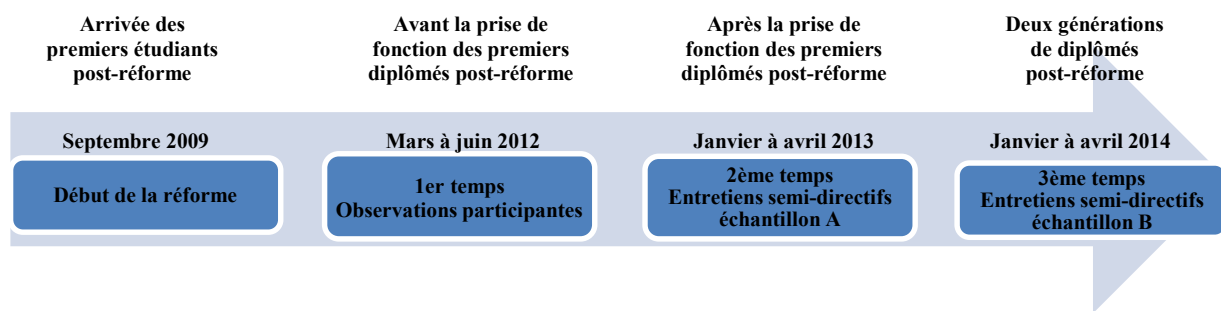 Arrivée des
premiers étudiants
post-réforme
Avant la prise de
fonction des premiers
diplômés post-réforme
Après la prise de
fonction des premiers
diplômés post-réforme
Deux générations
de diplômés
post-réforme
Septembre 2009
Début de la réforme
Mars à juin 2012
1er temps
Observations participantes
Janvier à avril 2013
2ème temps
Entretiens semi-directifs
échantillon A
Janvier à avril 2014
3ème temps
Entretiens semi-directifs
échantillon B